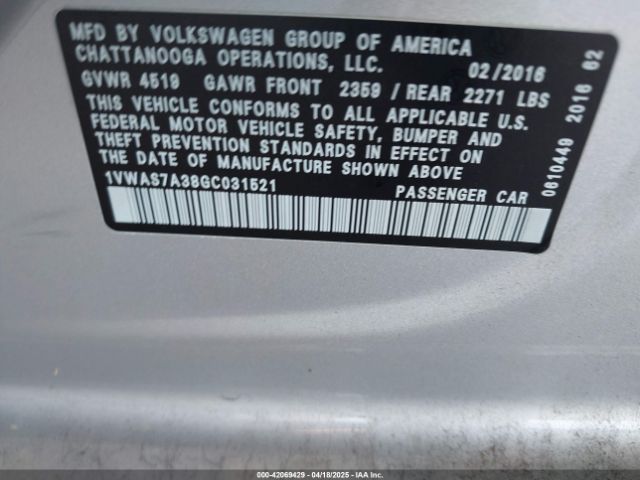 MFD BY VOLKSWAGEN GROUP OF AMERICA
CHATTANOOGA OPERATIONS, LLC. 02/2016
GVWR 4519 GAWR FRONT 2359 / REAR 2271 LBS
THIS VEHICLE CONFORMS TO ALL APPLICABLE U.S.
FEDERAL MOTOR VEHICLE SAFETY, BUMPER AND
THEFT PREVENTION STANDARDS IN EFFECT ON THE
DATE OF MANUFACTURE SHOWN ABOVE
1VWAS7A38GC031521 PASSENGER CAR
0610449 2016 02
000-42069429 - 04/18/2025 - IAAI.COM